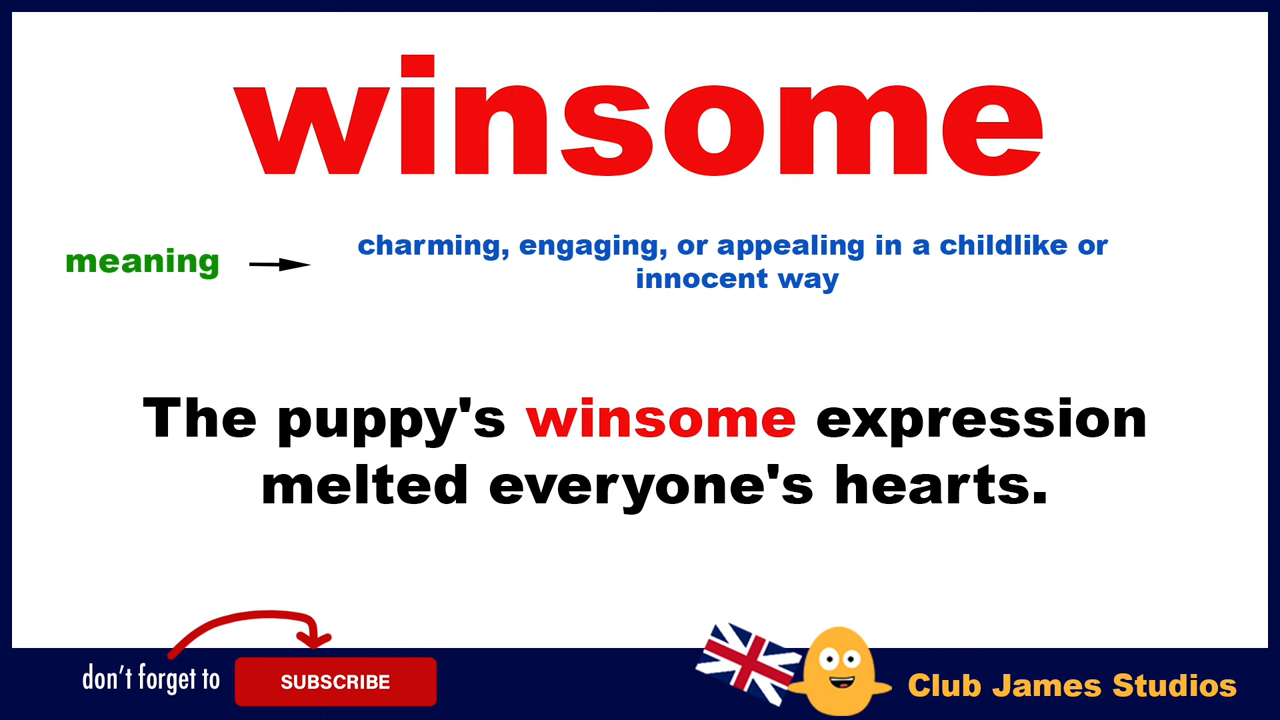 winsome
meaning
charming, engaging, or appealing in a childlike or
innocent way
The puppy's winsome expression
melted everyone's hearts.
don't forget to
SUBSCRIBE
Club James Studios